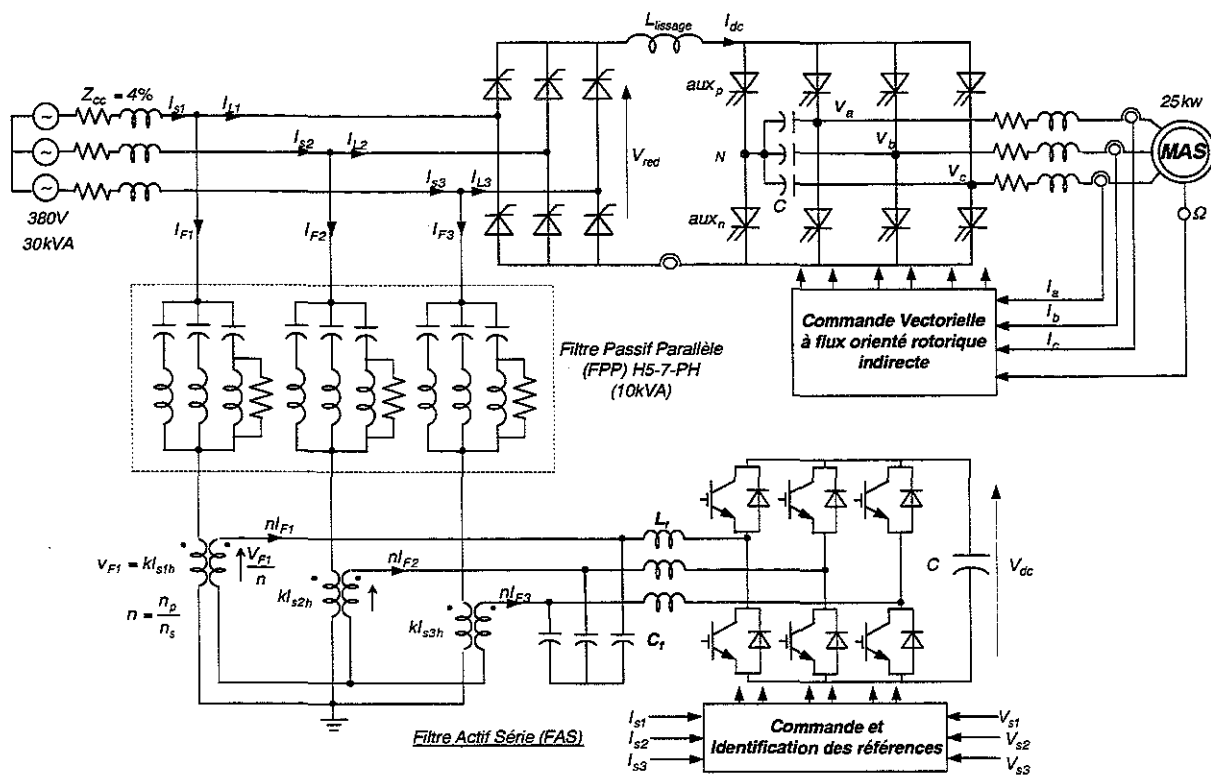 L_lissage
I_dc
Z_cc = 4%
I_s1
I_L1
I_s2
I_L2
I_s3
I_L3
380V
30kVA
I_F1
I_F2
I_F3
V_red
aux_p
aux_n
N
C
V_a
V_b
V_c
25kw
MAS
Ω
I_a
I_b
I_c
Commande Vectorielle
à flux orienté rotorique
indirecte
Filtre Passif Parallèle
(FPP) H5-7-PH
(10kVA)
nI_F1
nI_F2
nI_F3
v_F1 = kI_s1h
V_F1/n
n = n_p/n_s
kI_s2h
kI_s3h
L_f
C_f
C
V_dc
I_s1
I_s2
I_s3
Commande et
identification des références
V_s1
V_s2
V_s3
Filtre Actif Série (FAS)